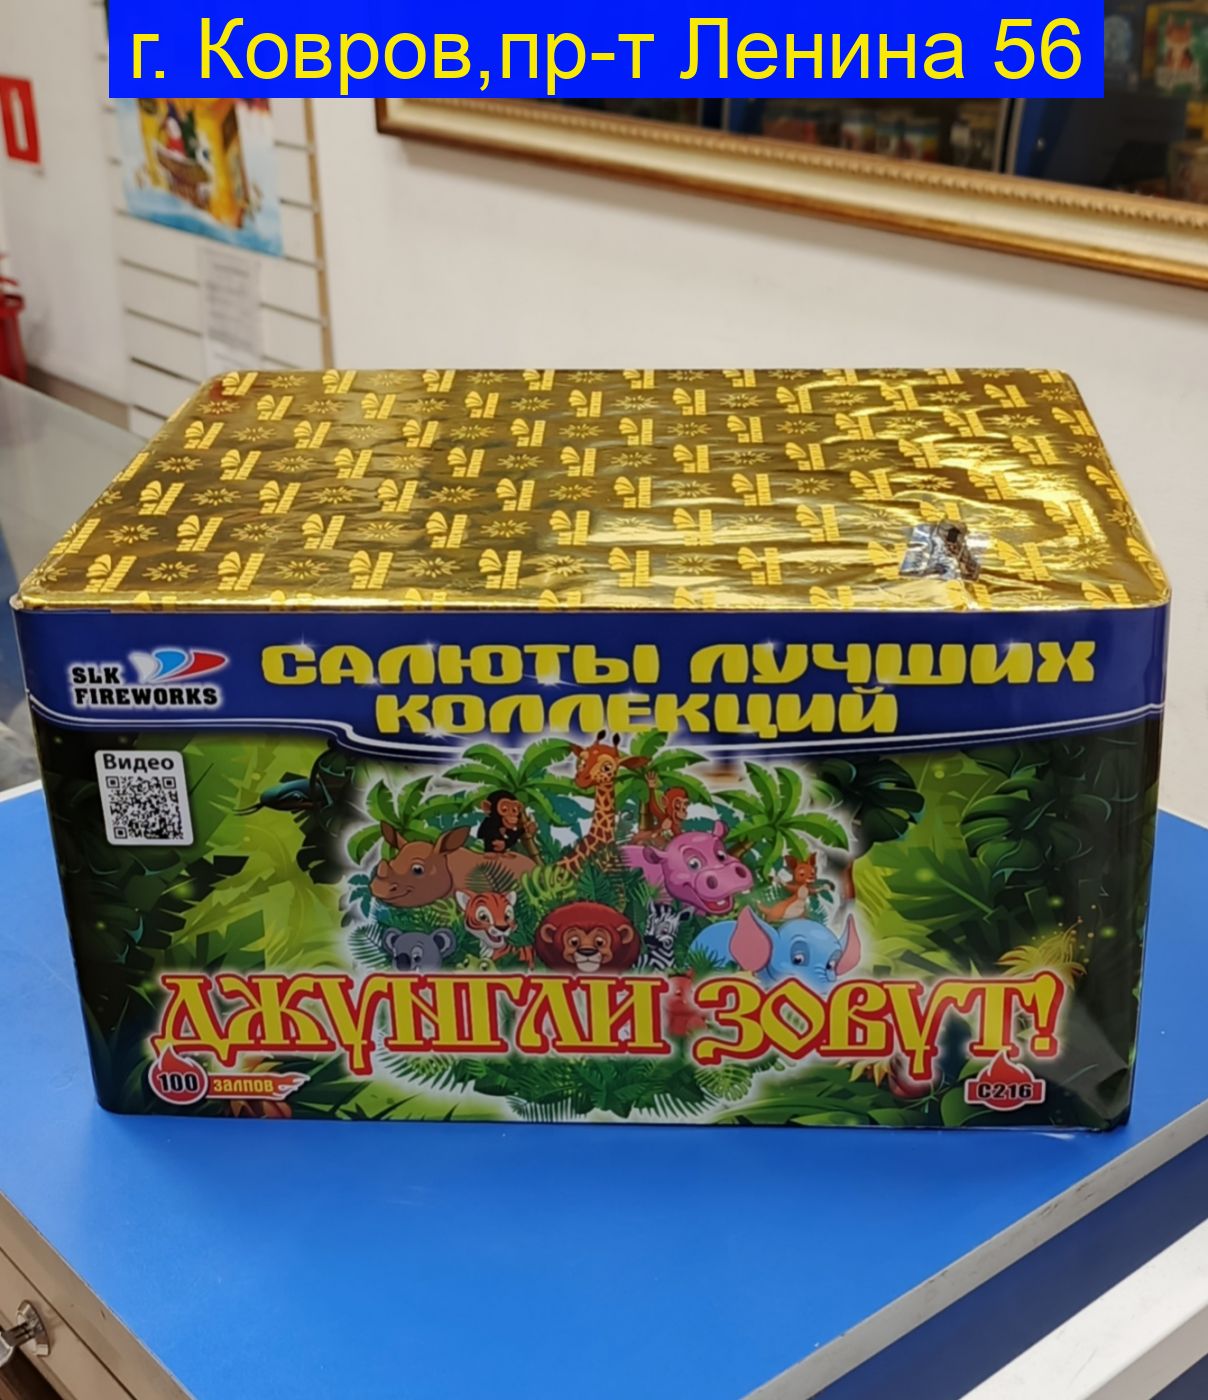 г. Ковров,пр-т Ленина 56
SLK
FIREWORKS
САЛЮТЫ ЛУЧШИХ
КОЛЛЕКЦИЙ
Видео
ДЖУНГЛИ ЗОВУТ!
100 ЗАЛПОВ
С216